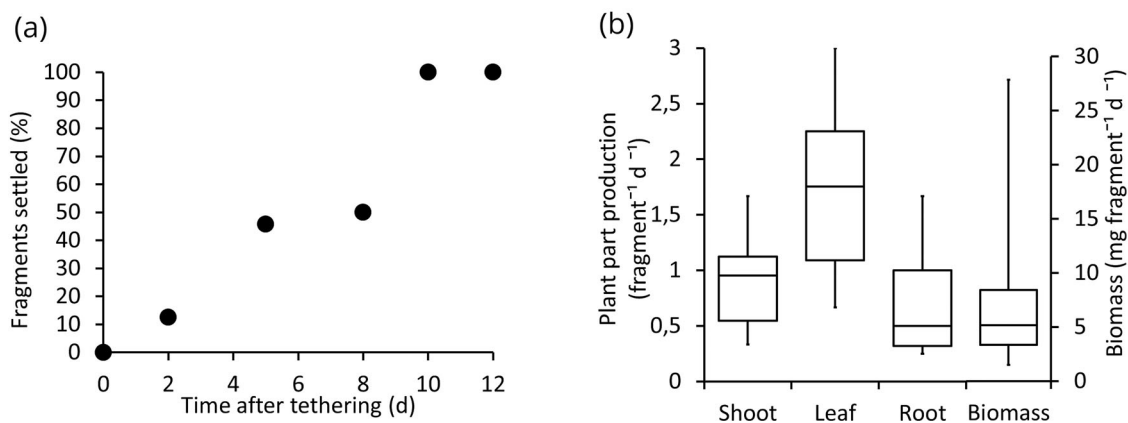 (a)
Fragments settled (%)
100
90
80
70
60
50
40
30
20
10
0
0 2 4 6 8 10 12
Time after tethering (d)
(b)
Plant part production
(fragment⁻¹ d ⁻¹)
3
2,5
2
1,5
1
0,5
0
Shoot Leaf Root Biomass
30
25
20
15
10
5
0
Biomass (mg fragment⁻¹ d ⁻¹)